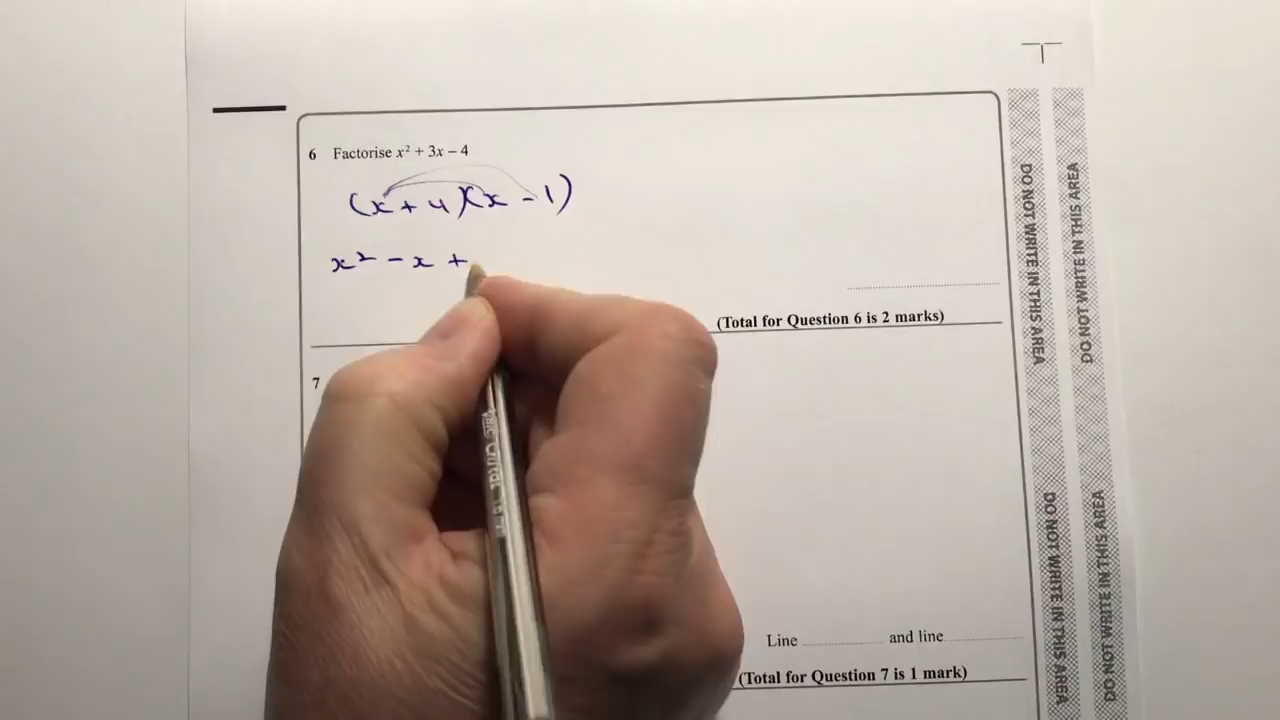 6 Factorise x² + 3x – 4
(x + 4)(x - 1)
x² - x +
(Total for Question 6 is 2 marks)
7
Line ........ and line ........
(Total for Question 7 is 1 mark)
DO NOT WRITE IN THIS AREA
DO NOT WRITE IN THIS AREA
DO NOT WRITE IN THIS AREA
DO NOT WRITE IN THIS AREA